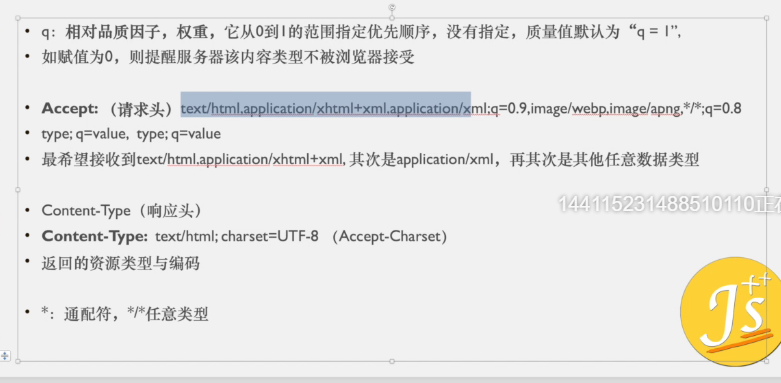 q：相对品质因子，权重，它从0到1的范围指定优先顺序，没有指定，质量值默认为“q = 1”,
如赋值为0，则提醒服务器该内容类型不被浏览器接受
Accept: （请求头）text/html,application/xhtml+xml,application/xml;q=0.9,image/webp,image/apng,*/*;q=0.8
type; q=value, type; q=value
最希望接收到text/html,application/xhtml+xml, 其次是application/xml，再其次是其他任意数据类型
144115231488510110正在
Content-Type（响应头）
Content-Type: text/html; charset=UTF-8 （Accept-Charset）
返回的资源类型与编码
*：通配符，*/*任意类型
Js++